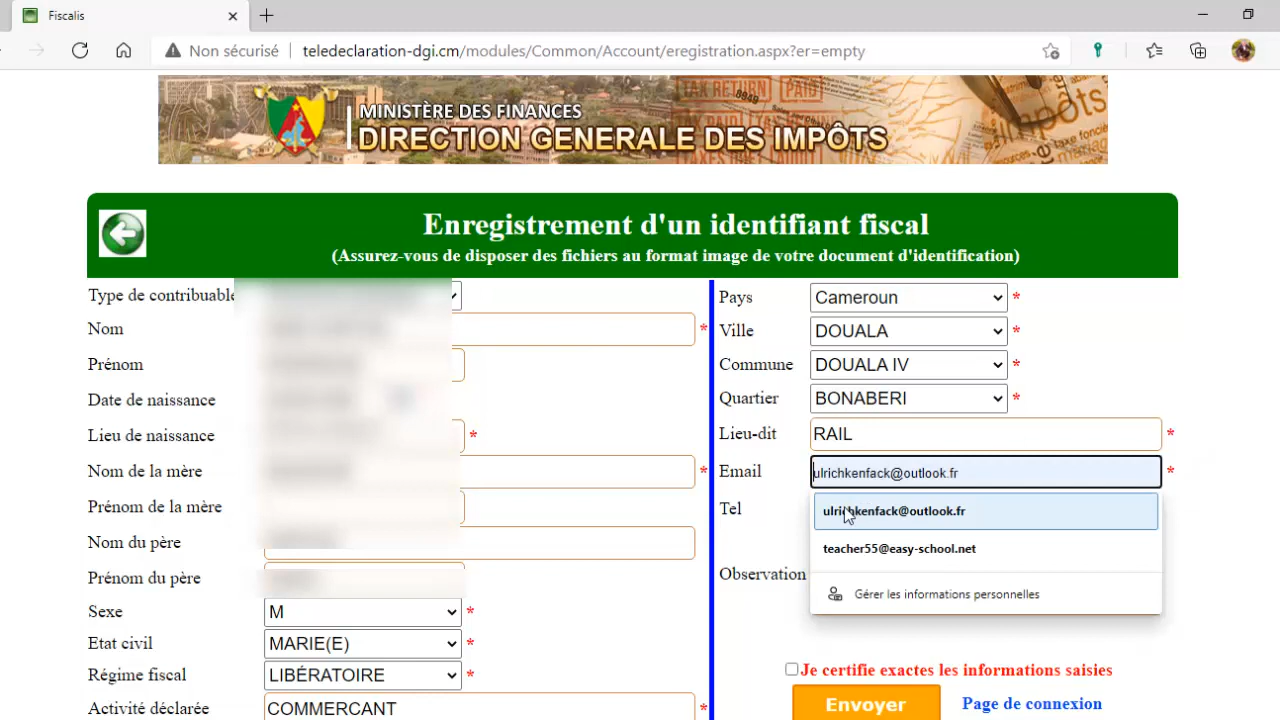 Fiscalis
Non sécurisé
teledeclaration-dgi.cm/modules/Common/Account/eregistration.aspx?er=empty
TAX RETURN
PAID
8949
MINISTÈRE DES FINANCES
DIRECTION GENERALE DES IMPÔTS
impôts
Enregistrement d'un identifiant fiscal
(Assurez-vous de disposer des fichiers au format image de votre document d'identification)
Type de contribuable
Nom *
Prénom
Date de naissance
Lieu de naissance *
Nom de la mère *
Prénom de la mère
Nom du père
Prénom du père
Sexe M *
Etat civil MARIE(E) *
Régime fiscal LIBÉRATOIRE *
Activité déclarée COMMERCANT *
Pays Cameroun *
Ville DOUALA *
Commune DOUALA IV *
Quartier BONABERI *
Lieu-dit RAIL *
Email ulrichkenfack@outlook.fr *
ulrichkenfack@outlook.fr
Tel
teacher55@easy-school.net
Observation
Gérer les informations personnelles
Je certifie exactes les informations saisies
Envoyer Page de connexion